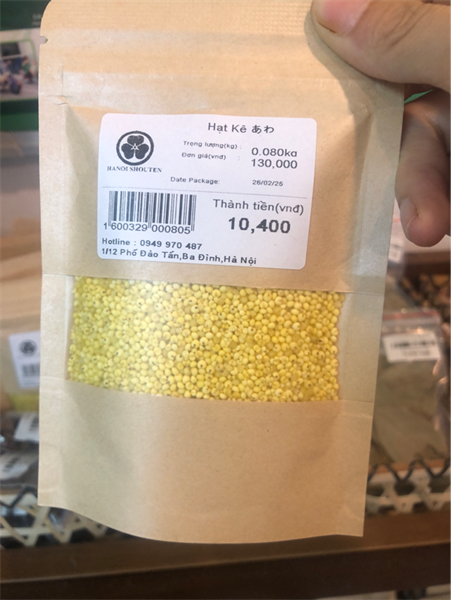 Hạt Kê あわ
HANOI SHOUTEN
Trọng lượng(kg) : 0.080kg
Đơn giá(vnđ) : 130,000
Date Package: 26/02/25
Thành tiền(vnđ)
10,400
1 600329 000805
Hotline : 0949 970 487
1/12 Phố Đào Tấn,Ba Đình,Hà Nội